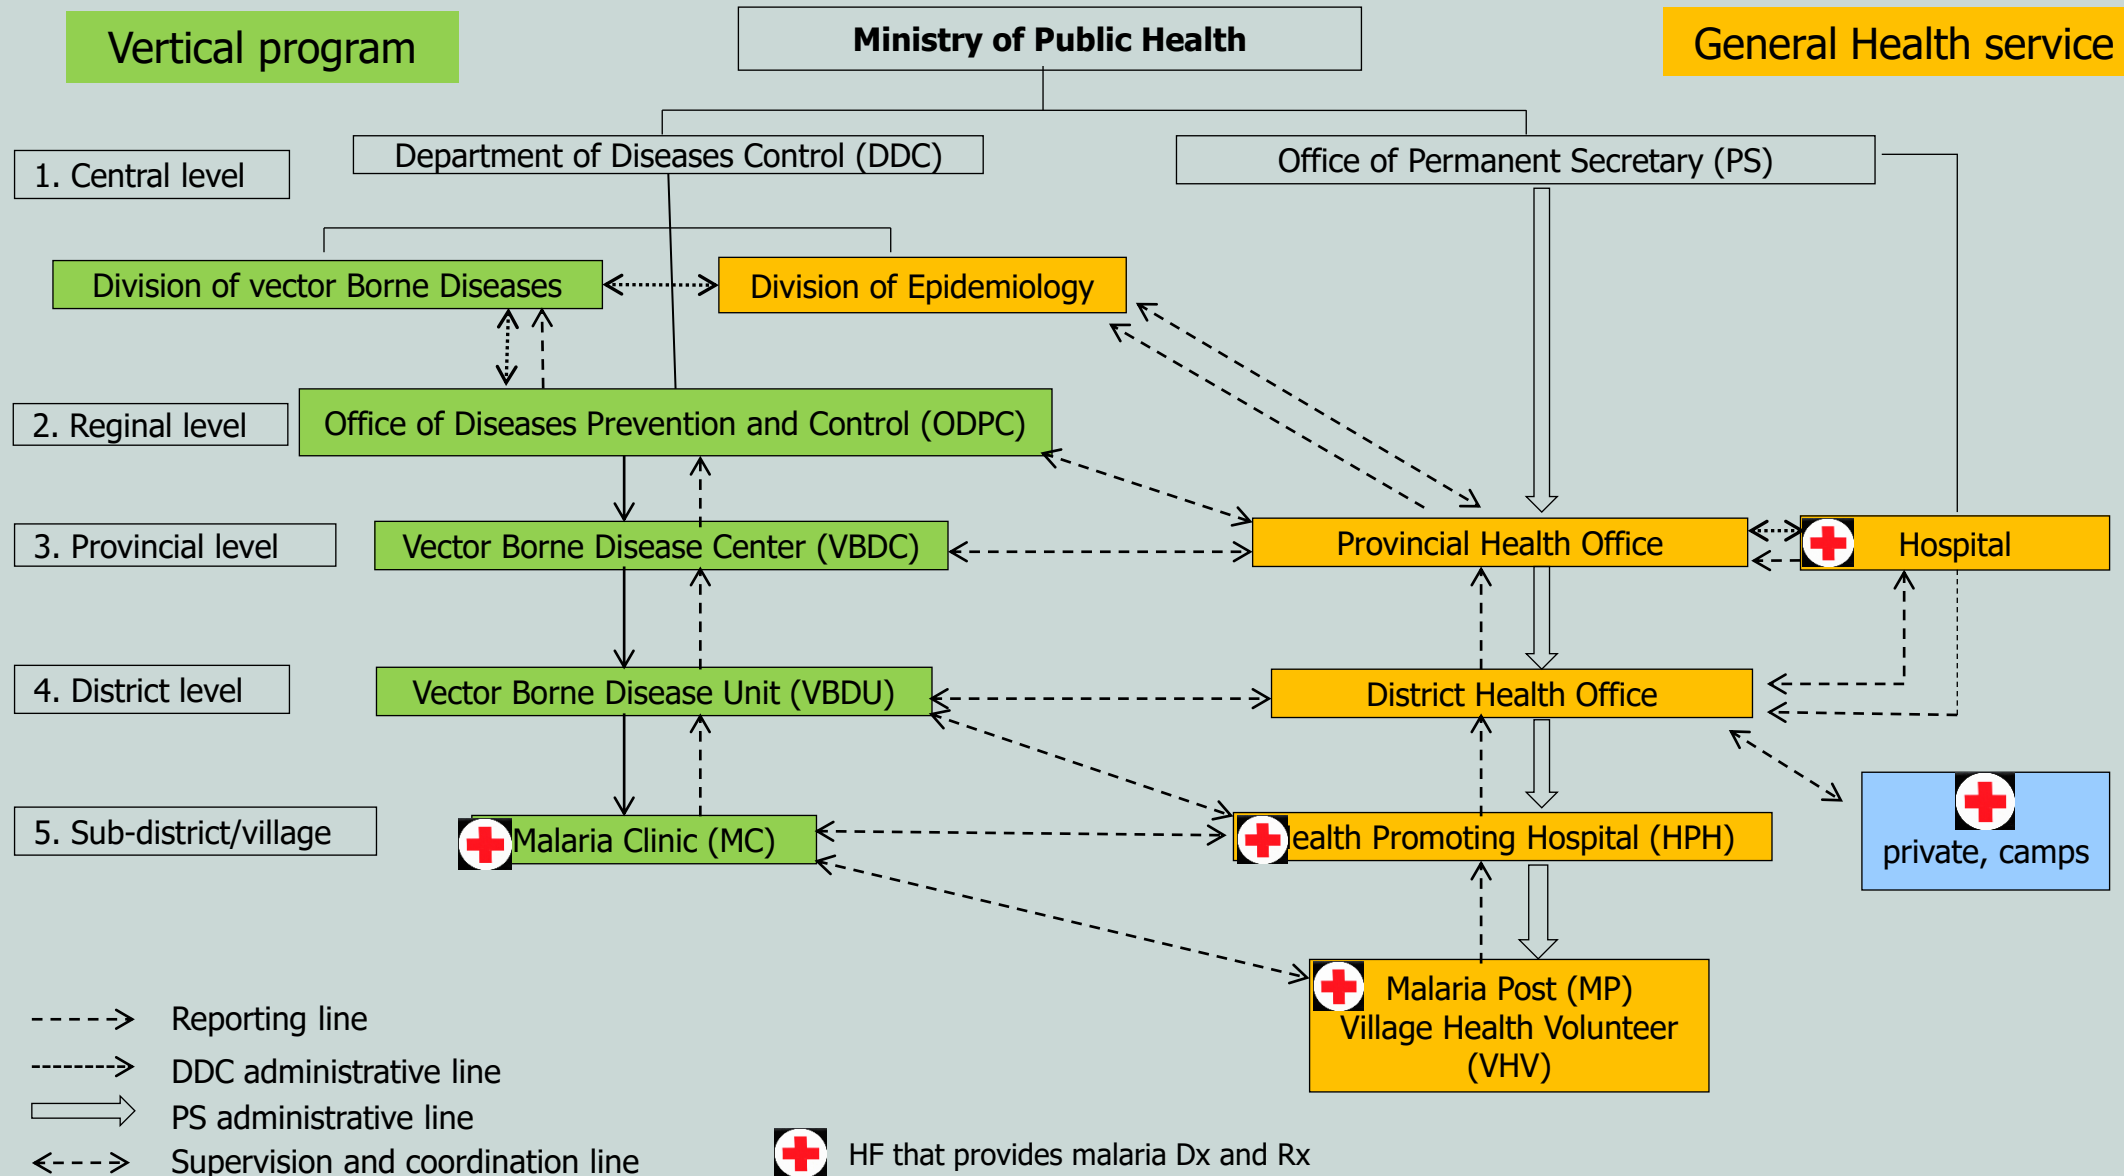 Vertical program
Ministry of Public Health
General Health service
1. Central level
Department of Diseases Control (DDC)
Office of Permanent Secretary (PS)
Division of vector Borne Diseases
Division of Epidemiology
2. Reginal level
Office of Diseases Prevention and Control (ODPC)
3. Provincial level
Vector Borne Disease Center (VBDC)
Provincial Health Office
Hospital
4. District level
Vector Borne Disease Unit (VBDU)
District Health Office
5. Sub-district/village
Malaria Clinic (MC)
ealth Promoting Hospital (HPH)
private, camps
Malaria Post (MP)
Village Health Volunteer
(VHV)
Reporting line
DDC administrative line
PS administrative line
Supervision and coordination line
HF that provides malaria Dx and Rx